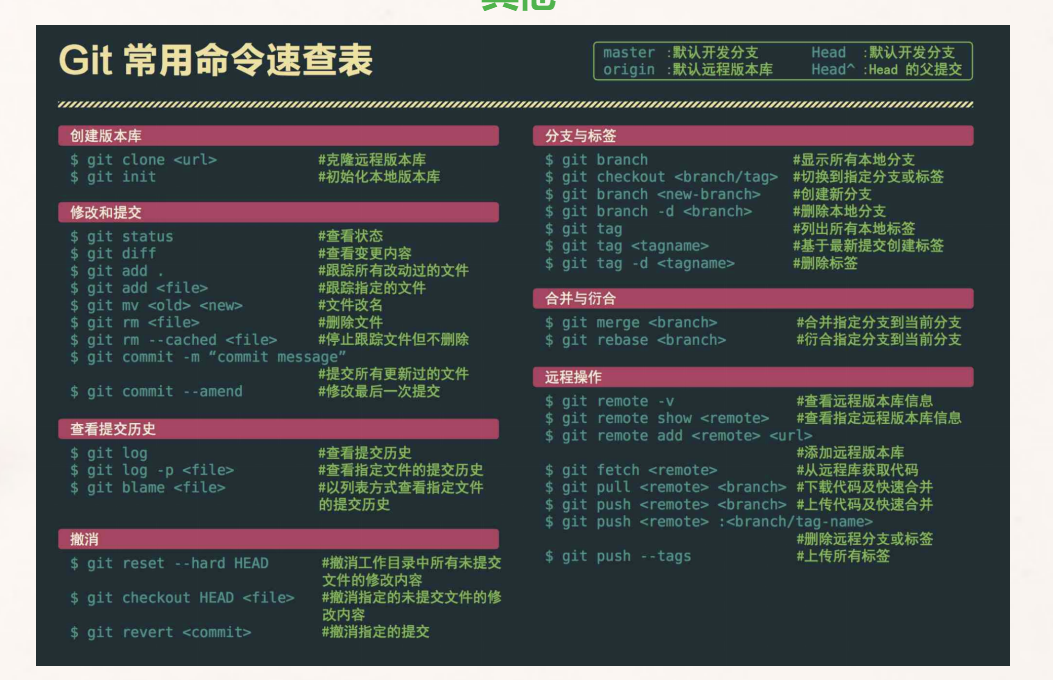 其他
Git 常用命令速查表
master :默认开发分支 Head :默认开发分支
origin :默认远程版本库 Head^ :Head 的父提交
创建版本库
$ git clone <url> #克隆远程版本库
$ git init #初始化本地版本库
修改和提交
$ git status #查看状态
$ git diff #查看变更内容
$ git add . #跟踪所有改动过的文件
$ git add <file> #跟踪指定的文件
$ git mv <old> <new> #文件改名
$ git rm <file> #删除文件
$ git rm --cached <file> #停止跟踪文件但不删除
$ git commit -m “commit message”
#提交所有更新过的文件
$ git commit --amend #修改最后一次提交
查看提交历史
$ git log #查看提交历史
$ git log -p <file> #查看指定文件的提交历史
$ git blame <file> #以列表方式查看指定文件
的提交历史
撤消
$ git reset --hard HEAD #撤消工作目录中所有未提交
文件的修改内容
$ git checkout HEAD <file> #撤消指定的未提交文件的修
改内容
$ git revert <commit> #撤消指定的提交
分支与标签
$ git branch #显示所有本地分支
$ git checkout <branch/tag> #切换到指定分支或标签
$ git branch <new-branch> #创建新分支
$ git branch -d <branch> #删除本地分支
$ git tag #列出所有本地标签
$ git tag <tagname> #基于最新提交创建标签
$ git tag -d <tagname> #删除标签
合并与衍合
$ git merge <branch> #合并指定分支到当前分支
$ git rebase <branch> #衍合指定分支到当前分支
远程操作
$ git remote -v #查看远程版本库信息
$ git remote show <remote> #查看指定远程版本库信息
$ git remote add <remote> <url>
#添加远程版本库
$ git fetch <remote> #从远程库获取代码
$ git pull <remote> <branch> #下载代码及快速合并
$ git push <remote> <branch> #上传代码及快速合并
$ git push <remote> :<branch/tag-name>
#删除远程分支或标签
$ git push --tags #上传所有标签